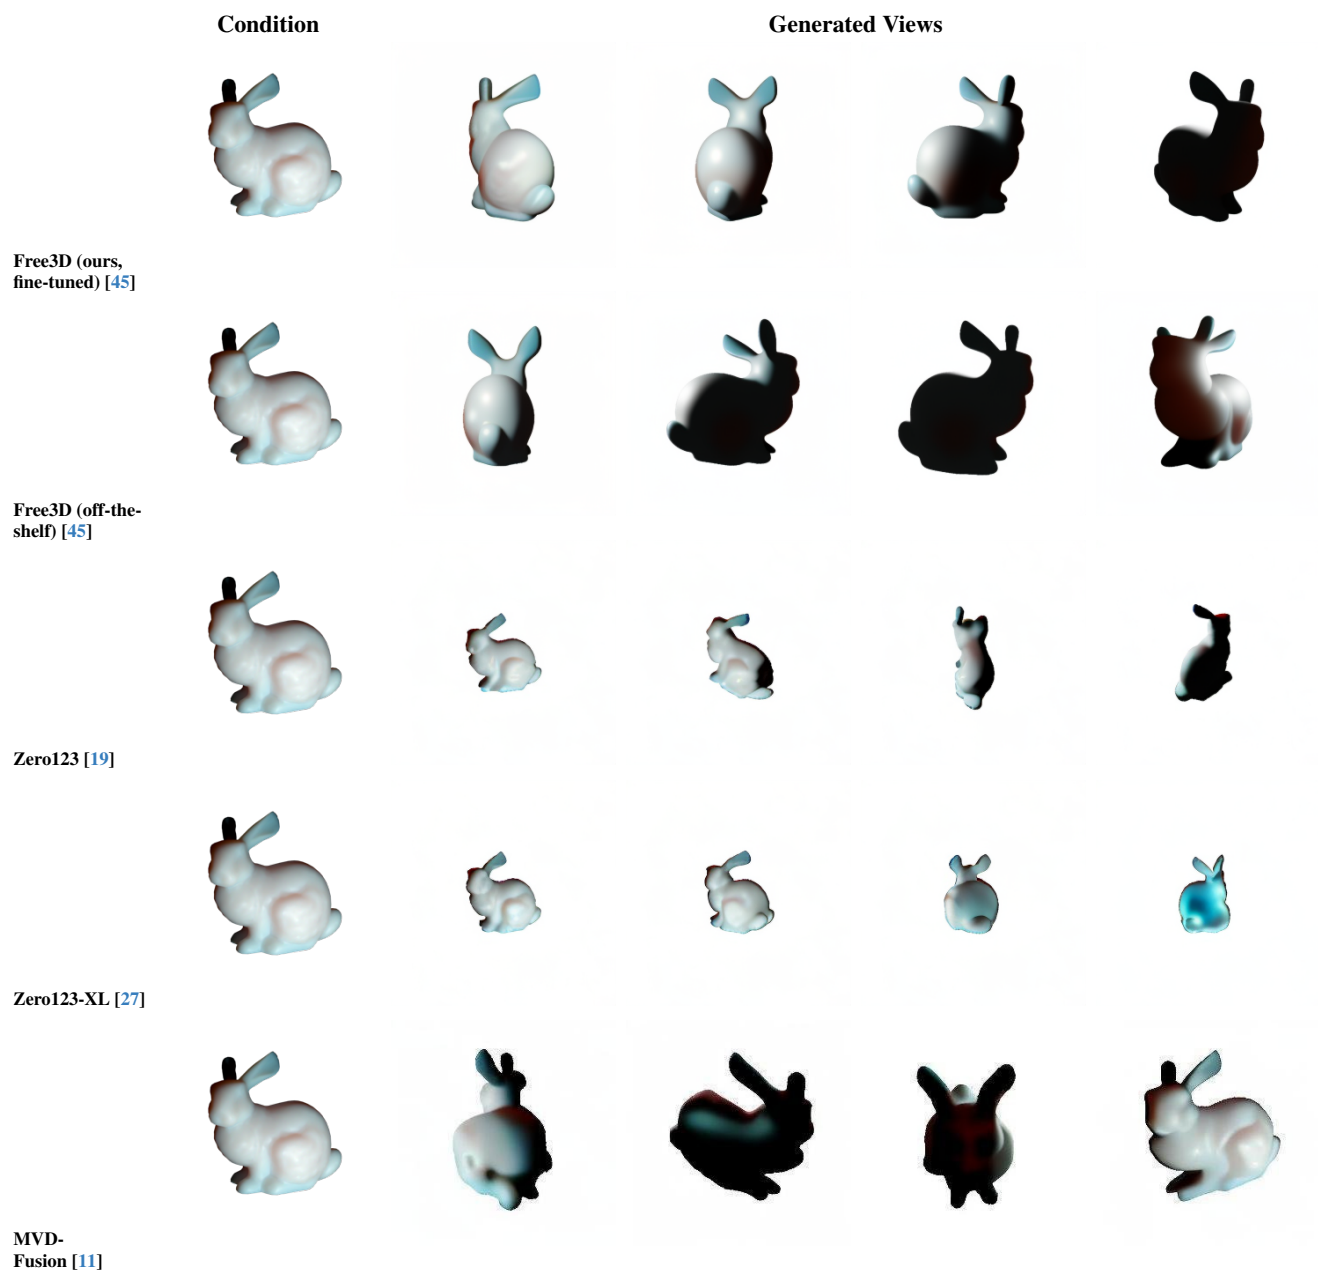 Condition
Generated Views
Free3D (ours,
fine-tuned) [45]
Free3D (off-the-
shelf) [45]
Zero123 [19]
Zero123-XL [27]
MVD-
Fusion [11]